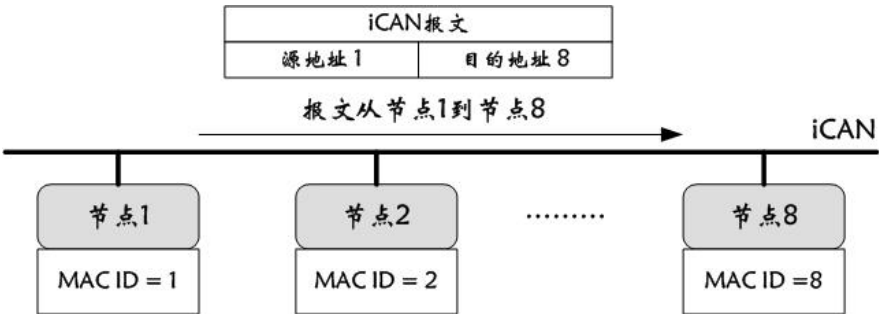 iCAN报文
源地址1 目的地址8
报文从节点1到节点8
iCAN
节点1 节点2 ········· 节点8
MAC ID = 1 MAC ID = 2 MAC ID =8